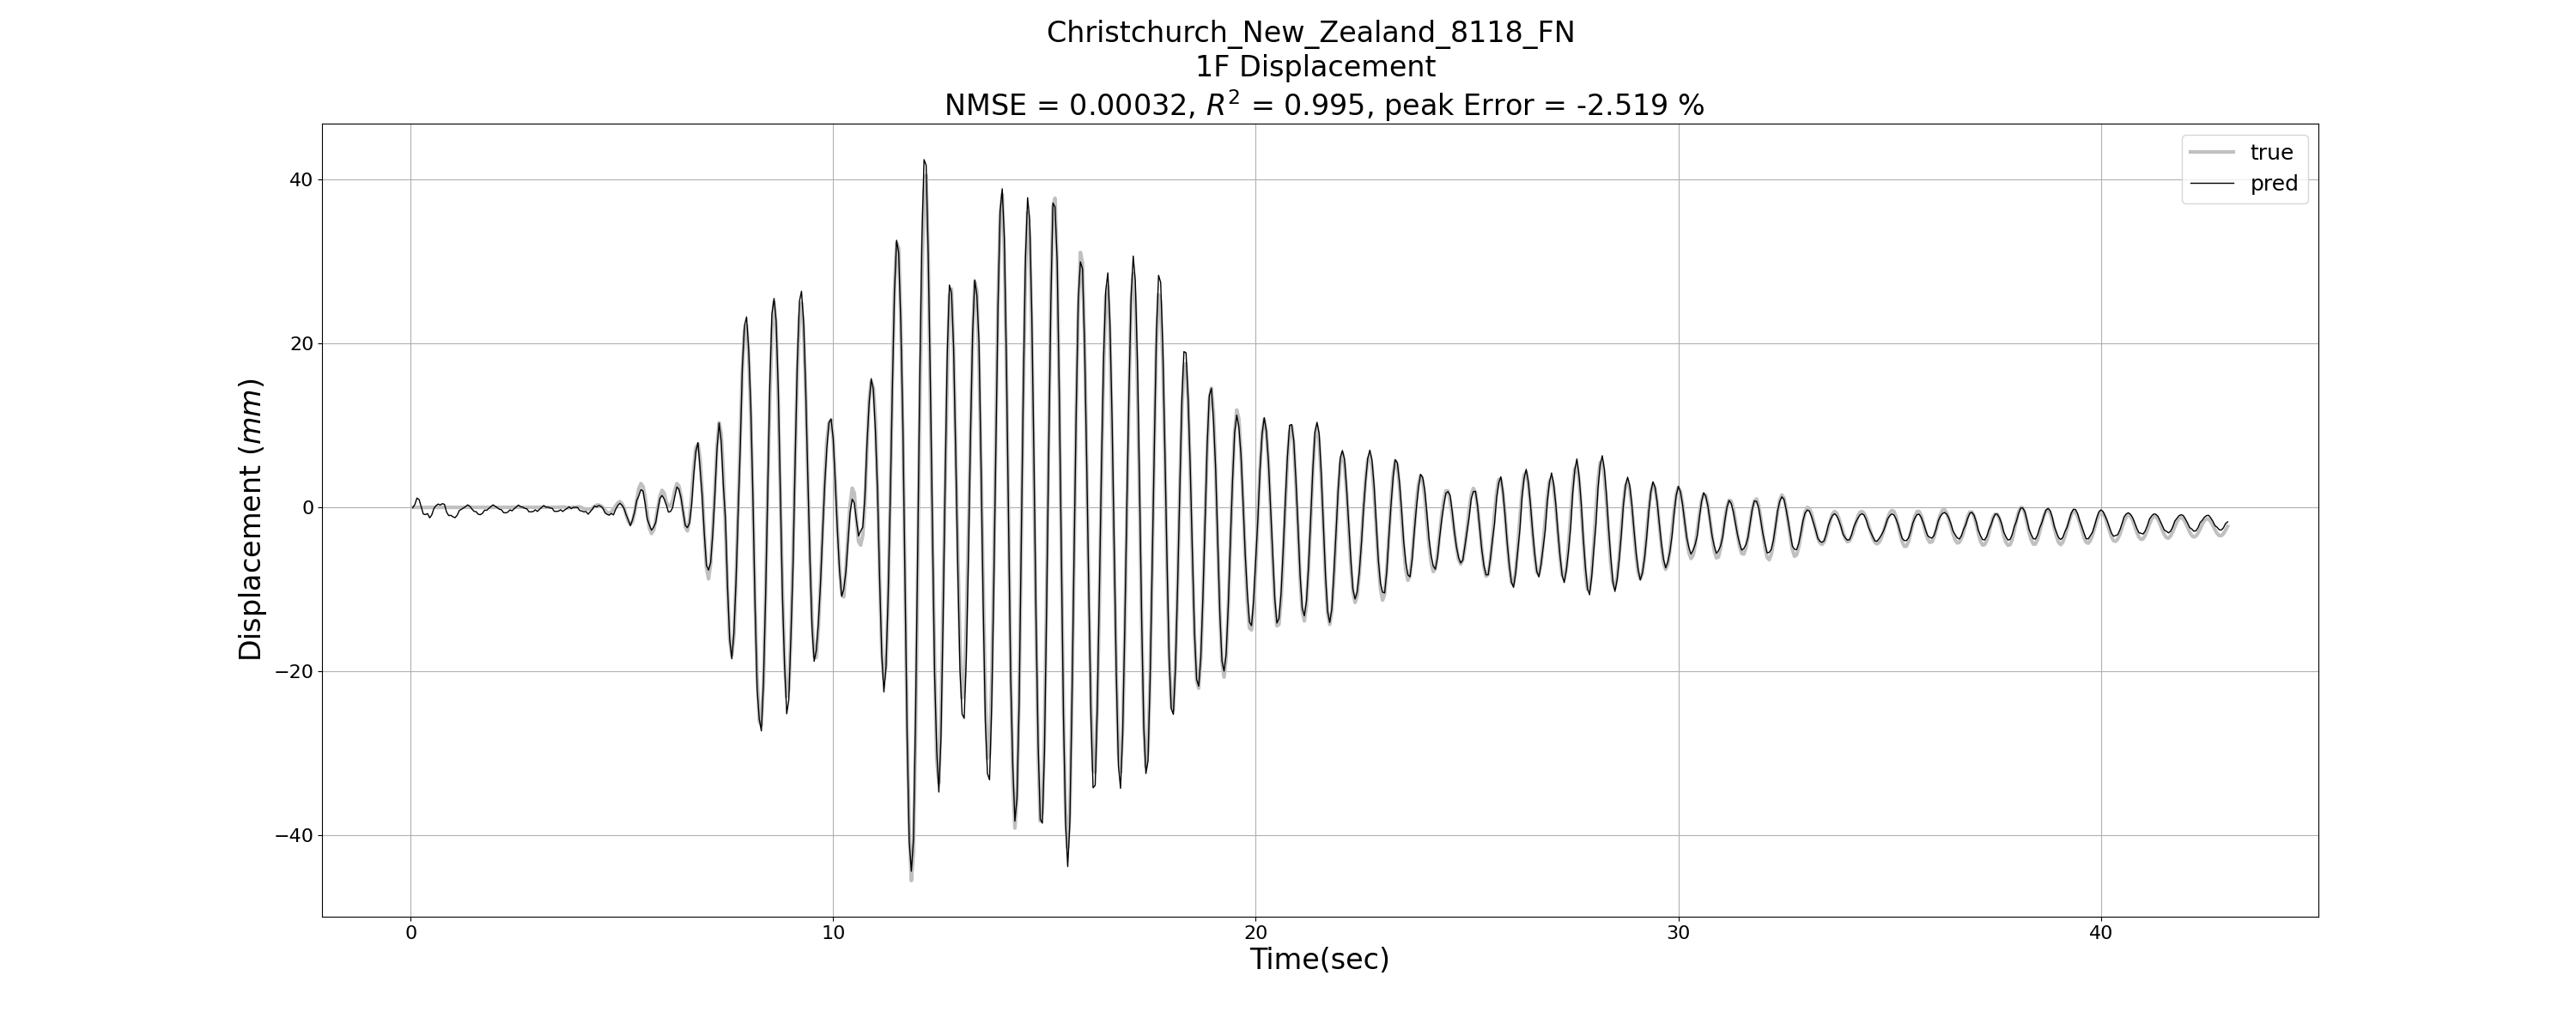 Christchurch_New_Zealand_8118_FN
1F Displacement
NMSE = 0.00032, R² = 0.995, peak Error = -2.519 %
true
pred
40
20
0
−20
−40
Displacement (mm)
0 10 20 30 40
Time(sec)